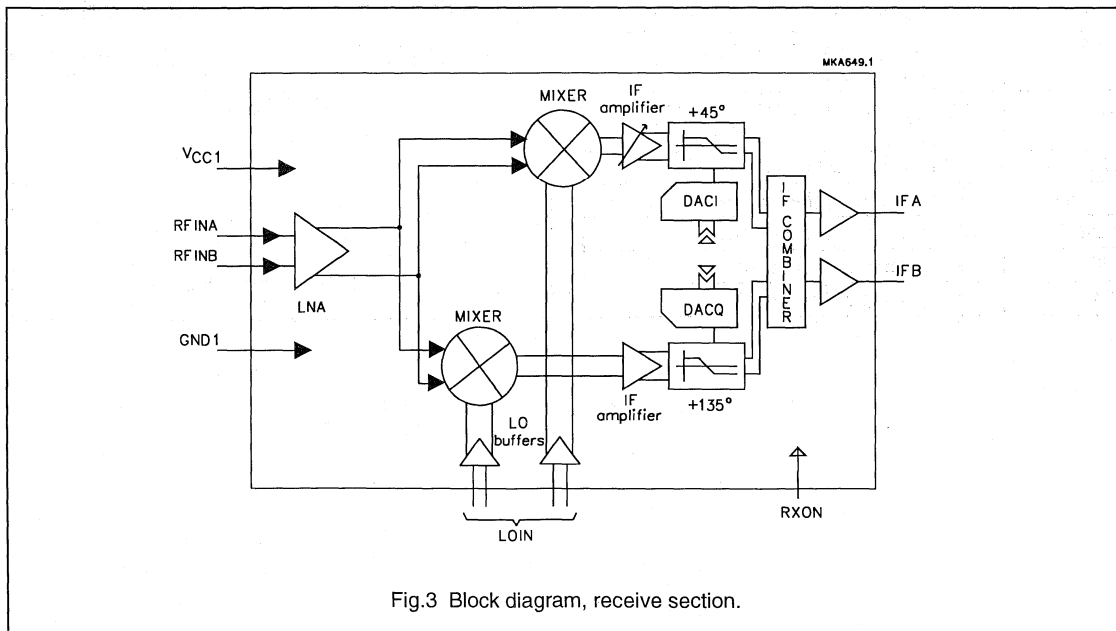 MKA649.1
MIXER
IF
amplifier
+45°
VCC1
DACI
IF COMBINER
IFA
RFINA
RFINB
LNA
IFB
MIXER
DACQ
GND1
IF
amplifier
+135°
LO
buffers
LOIN
RXON
Fig.3 Block diagram, receive section.